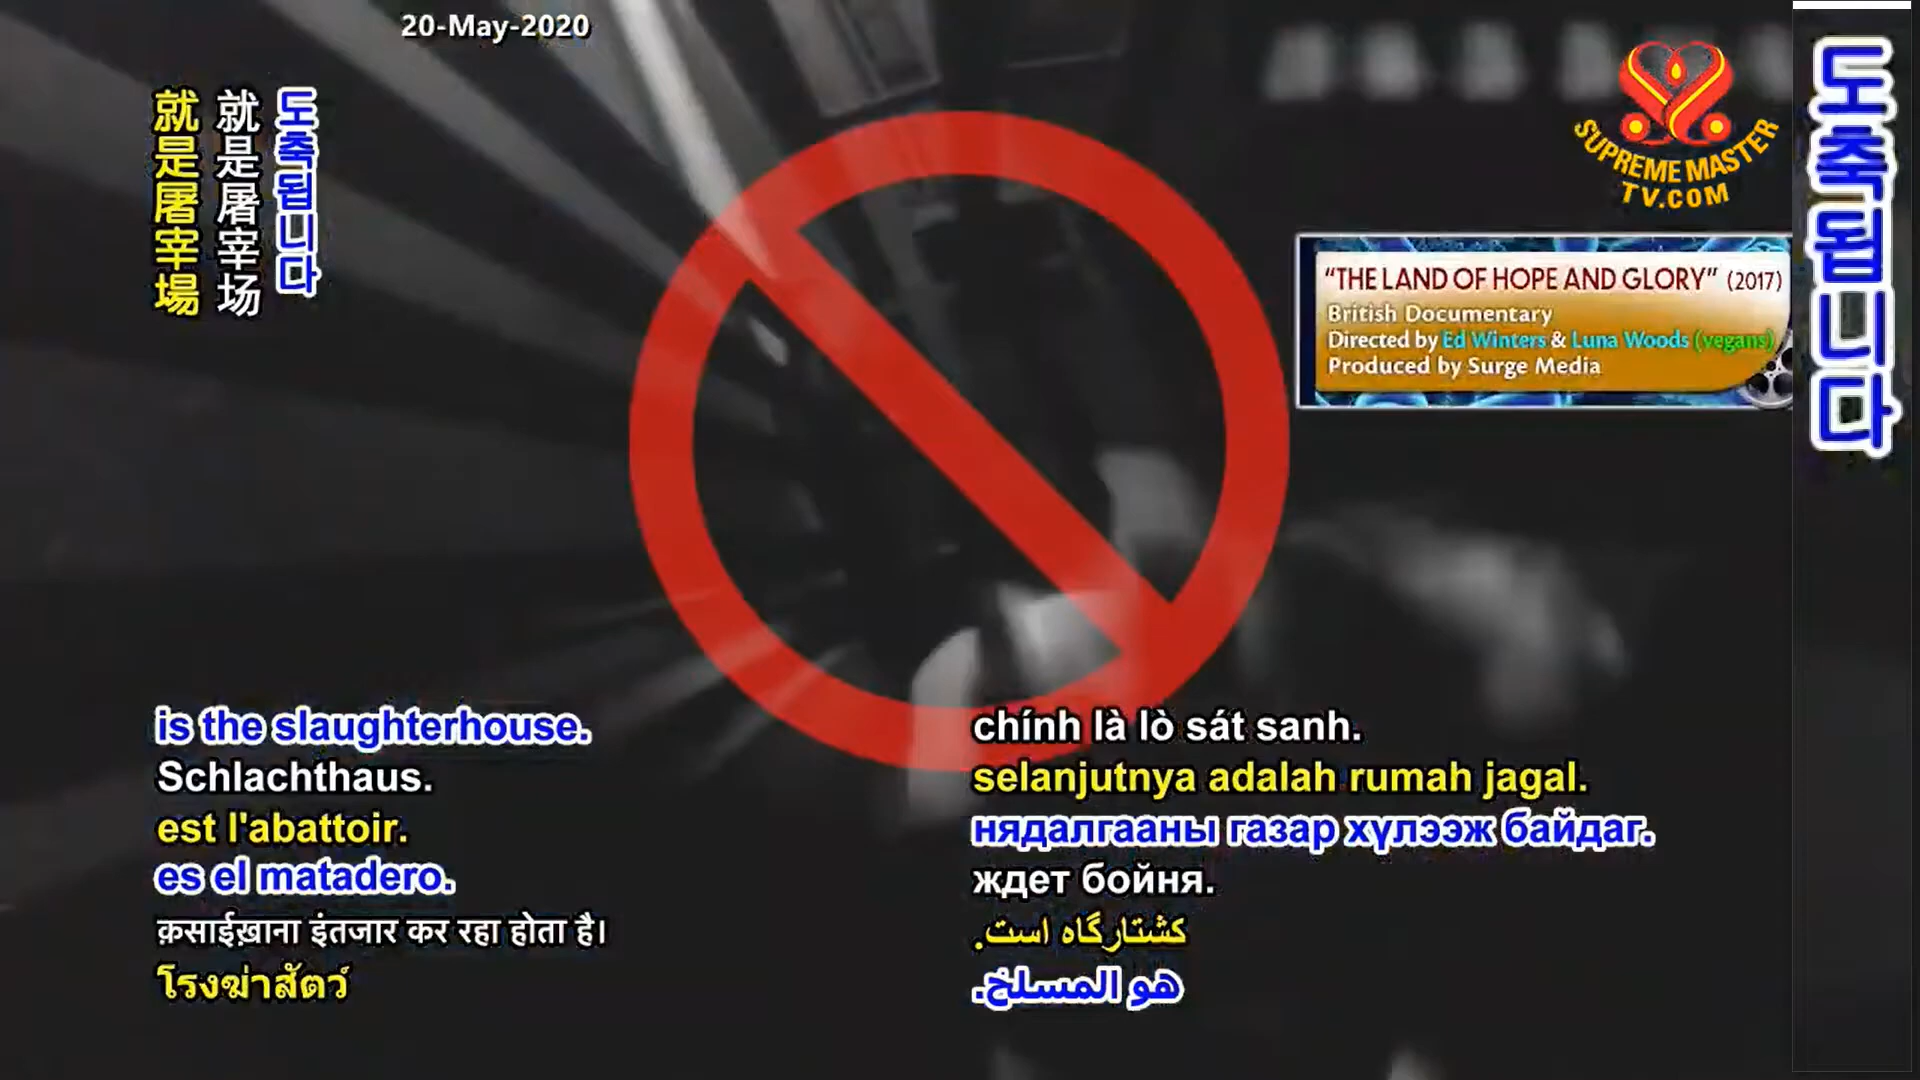 20-May-2020
就是屠宰場
就是屠宰场
도축됩니다
SUPREME MASTER
TV.COM
“THE LAND OF HOPE AND GLORY” (2017)
British Documentary
Directed by Ed Winters & Luna Woods (vegans)
Produced by Surge Media
도축됩니다
is the slaughterhouse.
Schlachthaus.
est l'abattoir.
es el matadero.
क़साईख़ाना इंतजार कर रहा होता है।
โรงฆ่าสัตว์
chính là lò sát sanh.
selanjutnya adalah rumah jagal.
нядалгааны газар хүлээж байдаг.
ждет бойня.
کشتارگاه است.
هو المسلخ.